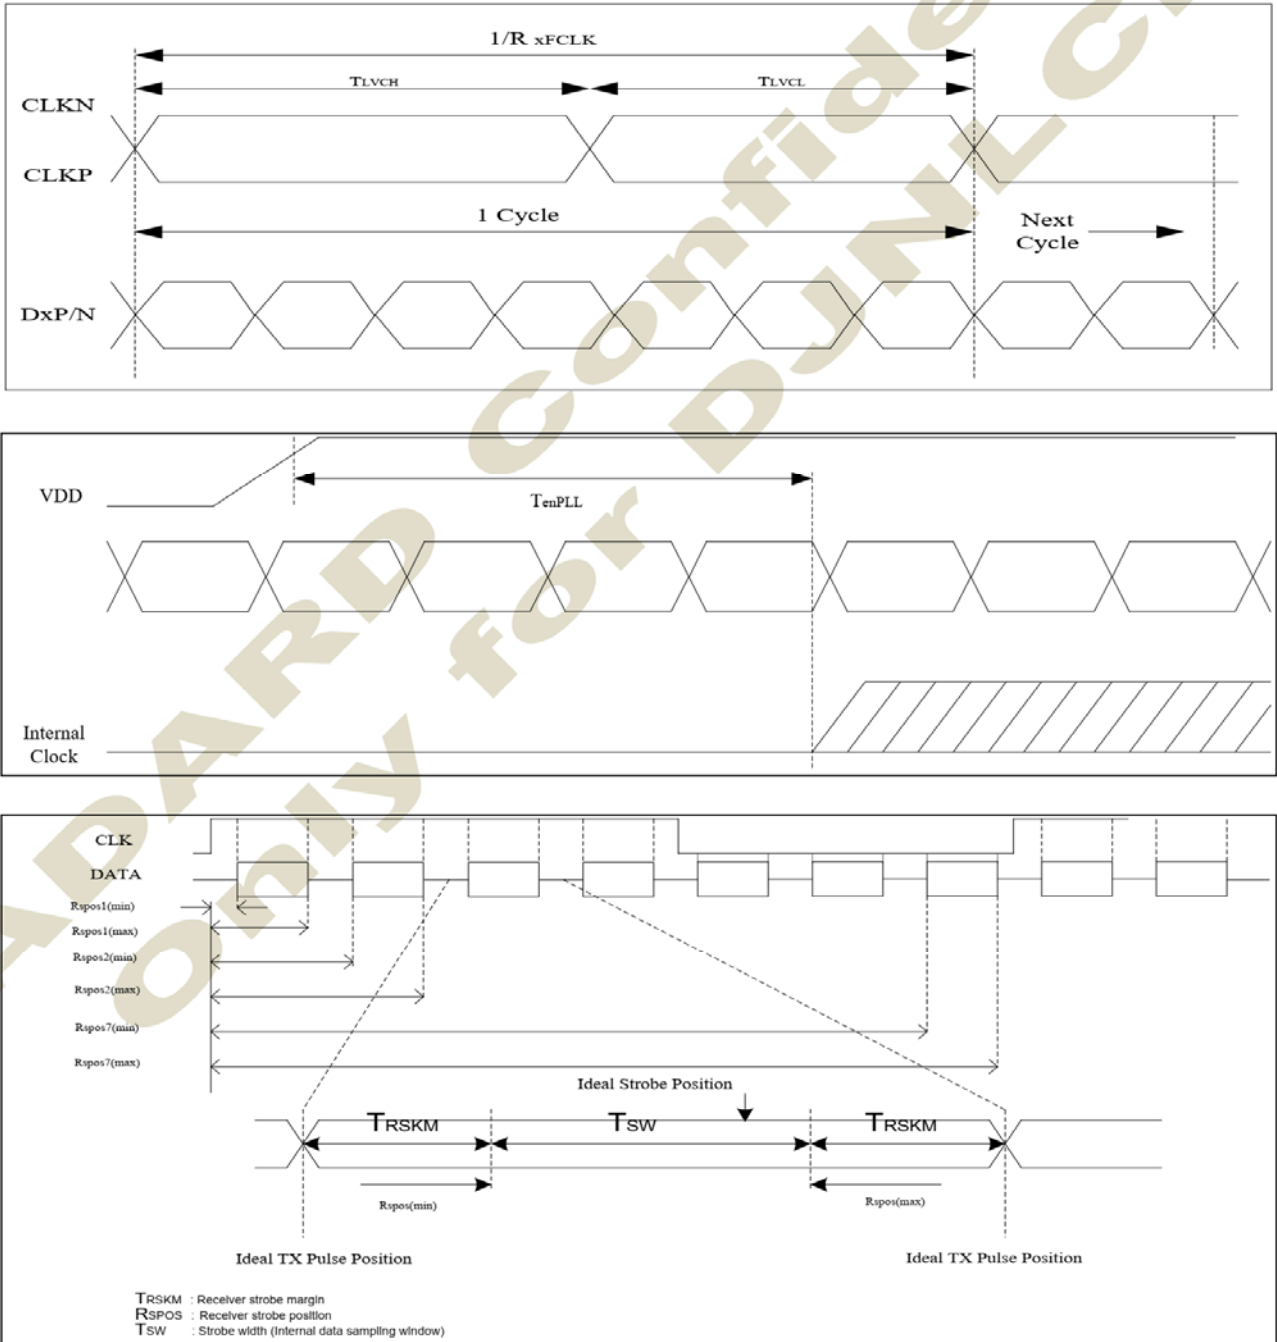 1/R xFCLK
TLVCH
TLVCL
CLKN
CLKP
1 Cycle
Next
Cycle
DxP/N
VDD
TenPLL
Internal
Clock
CLK
DATA
Rspos1(min)
Rspos1(max)
Rspos2(min)
Rspos2(max)
Rspos7(min)
Rspos7(max)
Ideal Strobe Position
TRSKM
TSW
TRSKM
Rspos(min)
Rspos(max)
Ideal TX Pulse Position
Ideal TX Pulse Position
TRSKM : Receiver strobe margin
RSPOS : Receiver strobe position
TSW : Strobe width (Internal data sampling window)
ADARD Confide
only for DJNLC